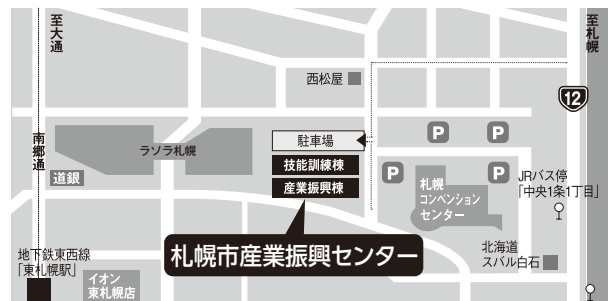 至大通
至札幌
西松屋
12
南郷通
ラソラ札幌
駐車場
P
P
道銀
技能訓練棟
P
P
産業振興棟
札幌
コンベンション
センター
JRバス停
「中央1条1丁目」
札幌市産業振興センター
地下鉄東西線
「東札幌駅」
イオン
東札幌店
北海道
スバル白石